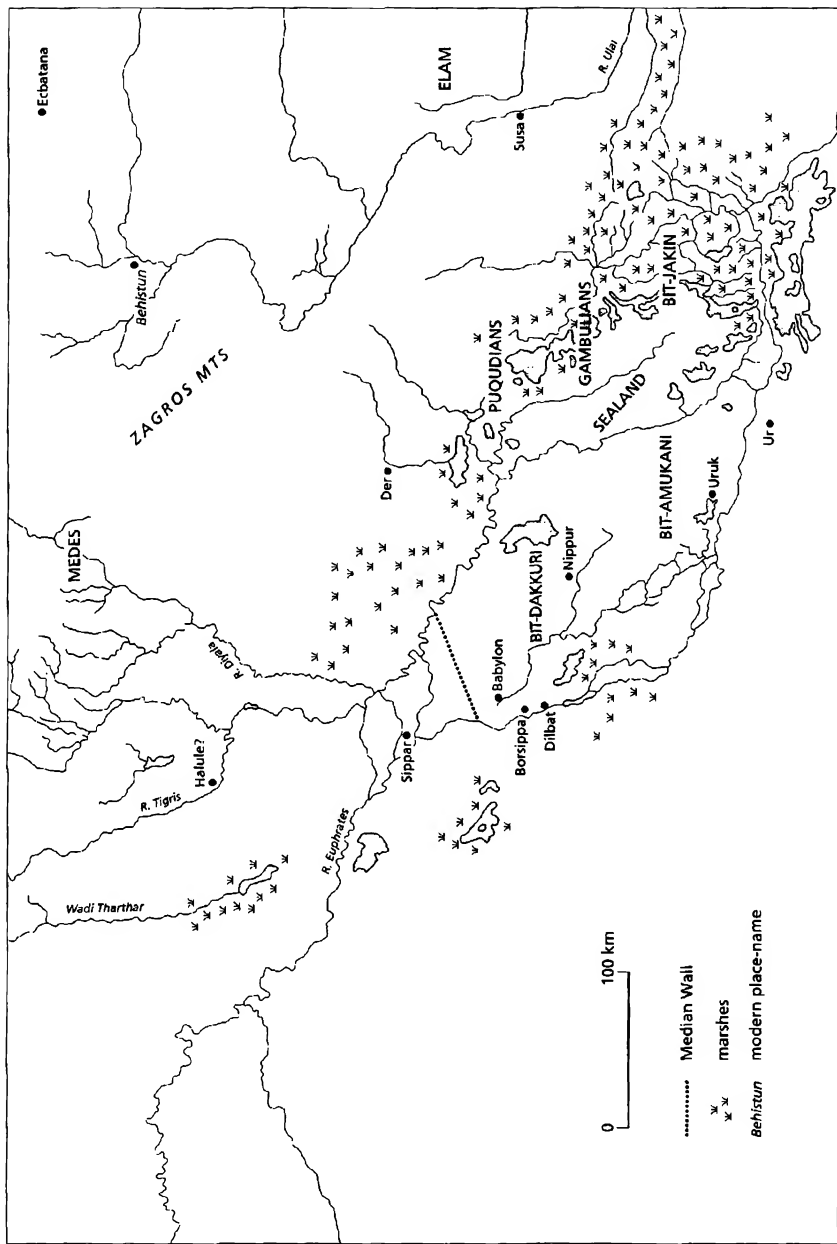 Ecbatana
Behistun
ZAGROS MTS
MEDES
R. Diyala
Halule?
R. Tigris
Wadi Tharthar
R. Euphrates
Sippar
Der
ELAM
Susa
R. Ulai
PUQUDIANS
GAMBULIANS
BIT-JAKIN
SEALAND
BIT-AMUKANI
Uruk
Ur
Nippur
BIT-DAKKURI
Babylon
Borsippa
Dilbat
0 100 km
Median Wall
marshes
Behistun modern place-name